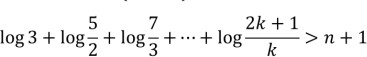 log 3 + log 5/2 + log 7/3 + ⋯ + log (2k + 1)/k > n + 1